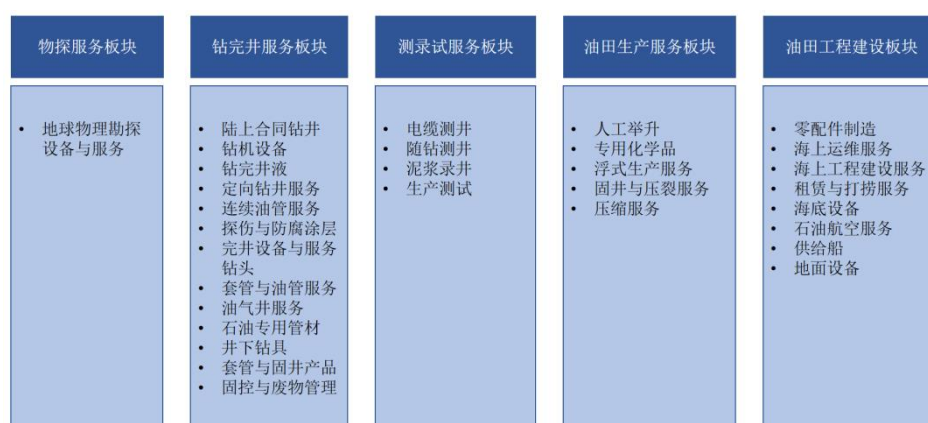 物探服务板块
• 地球物理勘探
设备与服务
钻完井服务板块
• 陆上合同钻井
• 钻机设备
• 钻完井液
• 定向钻井服务
• 连续油管服务
• 探伤与防腐涂层
• 完井设备与服务
钻头
• 套管与油管服务
• 油气井服务
• 石油专用管材
• 井下钻具
• 套管与固井产品
• 固控与废物管理
测录试服务板块
• 电缆测井
• 随钻测井
• 泥浆录井
• 生产测试
油田生产服务板块
• 人工举升
• 专用化学品
• 浮式生产服务
• 固井与压裂服务
• 压缩服务
油田工程建设板块
• 零配件制造
• 海上运维服务
• 海上工程建设服务
• 租赁与打捞服务
• 海底设备
• 石油航空服务
• 供给船
• 地面设备